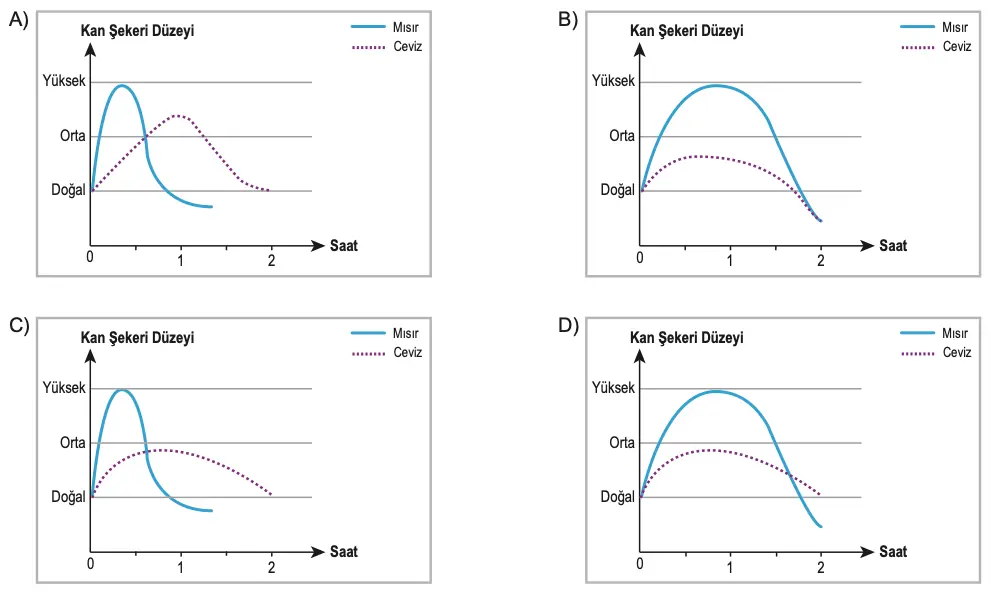 A)
Kan Şekeri Düzeyi
Mısır
Ceviz
Yüksek
Orta
Doğal
0 1 2
Saat
B)
Kan Şekeri Düzeyi
Mısır
Ceviz
Yüksek
Orta
Doğal
0 1 2
Saat
C)
Kan Şekeri Düzeyi
Mısır
Ceviz
Yüksek
Orta
Doğal
0 1 2
Saat
D)
Kan Şekeri Düzeyi
Mısır
Ceviz
Yüksek
Orta
Doğal
0 1 2
Saat